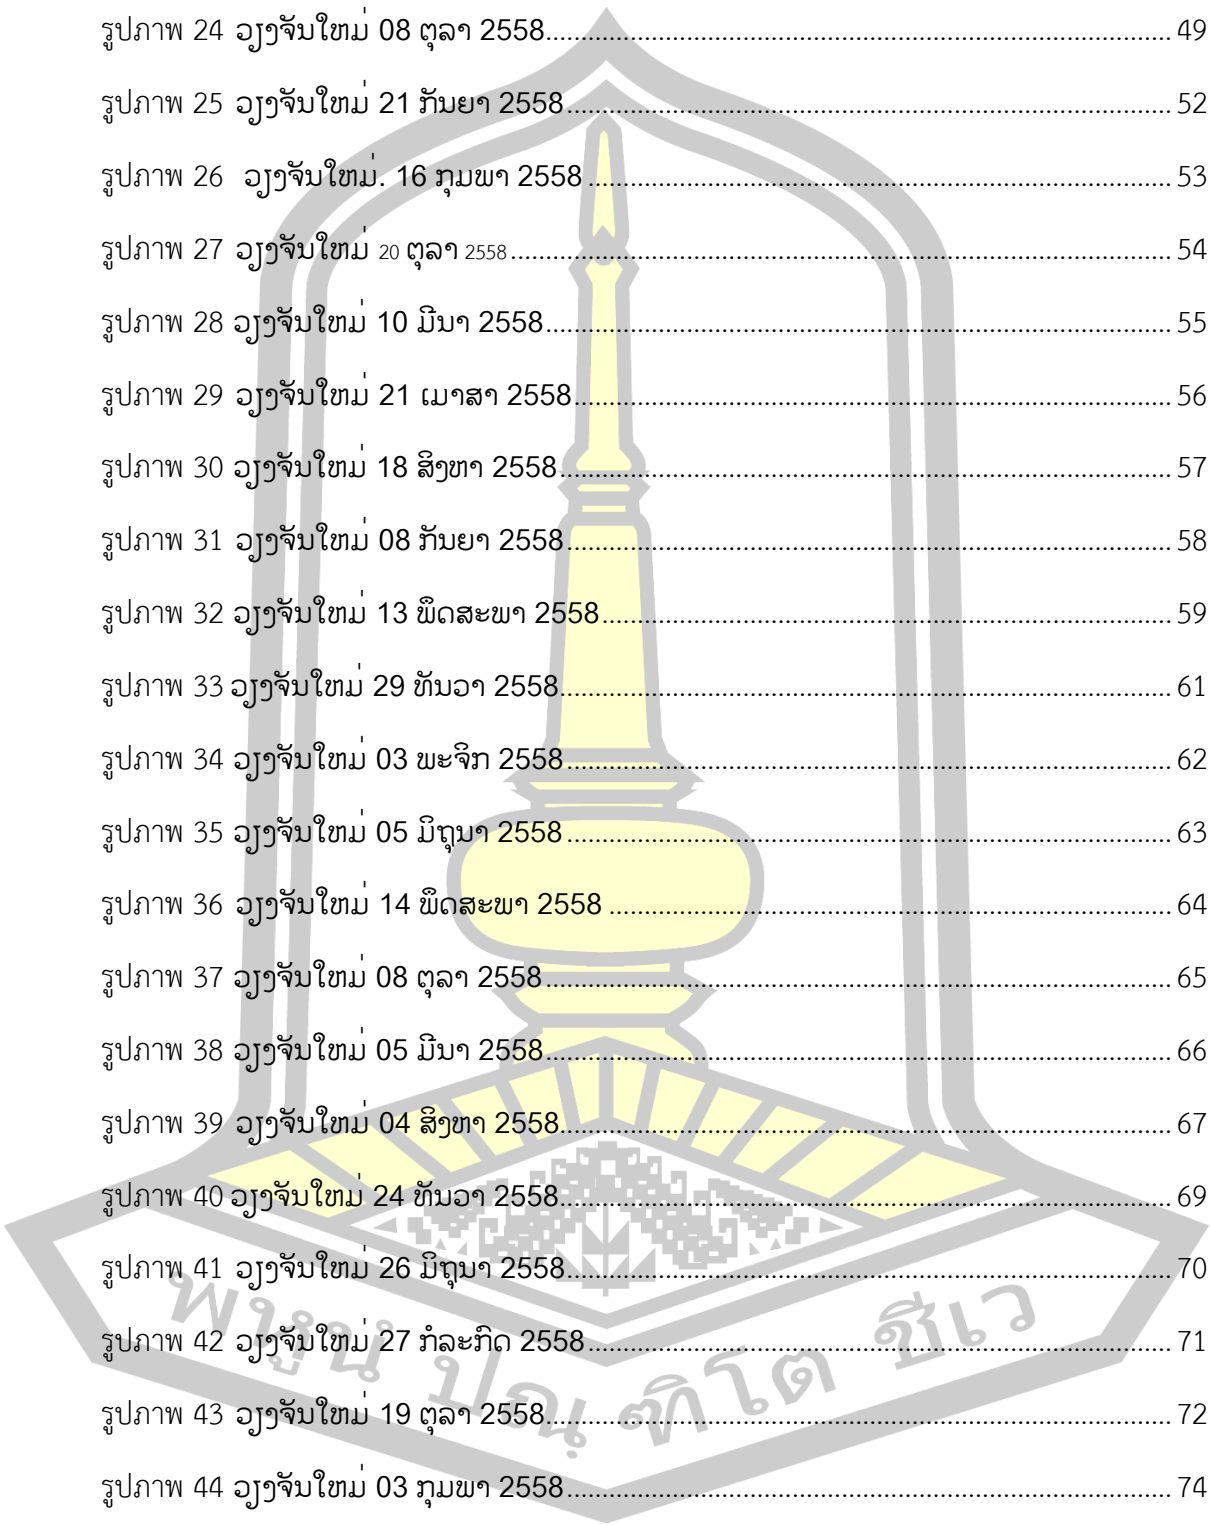 รูปภาพ 24 ວຽງຈັນໃຫມ່ 08 ຕຸລາ 2558........................................................................................ 49
รูปภาพ 25 ວຽງຈັນໃຫມ່ 21 ກັນຍາ 2558..................................................................................... 52
รูปภาพ 26 ວຽງຈັນໃຫມ່. 16 ກຸມພາ 2558 .................................................................................. 53
รูปภาพ 27 ວຽງຈັນໃຫມ່ 20 ຕຸລາ 2558............................................................................................. 54
รูปภาพ 28 ວຽງຈັນໃຫມ່ 10 ມີນາ 2558........................................................................................ 55
รูปภาพ 29 ວຽງຈັນໃຫມ່ 21 ເມາສາ 2558.................................................................................... 56
รูปภาพ 30 ວຽງຈັນໃຫມ່ 18 ສິງຫາ 2558...................................................................................... 57
รูปภาพ 31 ວຽງຈັນໃຫມ່ 08 ກັນຍາ 2558..................................................................................... 58
รูปภาพ 32 ວຽງຈັນໃຫມ່ 13 ພຶດສະພາ 2558................................................................................ 59
รูปภาพ 33 ວຽງຈັນໃຫມ່ 29 ທັນວາ 2558...................................................................................... 61
รูปภาพ 34 ວຽງຈັນໃຫມ່ 03 ພະຈິກ 2558..................................................................................... 62
รูปภาพ 35 ວຽງຈັນໃຫມ່ 05 ມິຖຸນາ 2558..................................................................................... 63
รูปภาพ 36 ວຽງຈັນໃຫມ່ 14 ພຶດສະພາ 2558 ............................................................................... 64
รูปภาพ 37 ວຽງຈັນໃຫມ່ 08 ຕຸລາ 2558........................................................................................ 65
รูปภาพ 38 ວຽງຈັນໃຫມ່ 05 ມີນາ 2558........................................................................................ 66
รูปภาพ 39 ວຽງຈັນໃຫມ່ 04 ສິງຫາ 2558...................................................................................... 67
รูปภาพ 40 ວຽງຈັນໃຫມ່ 24 ທັນວາ 2558...................................................................................... 69
รูปภาพ 41 ວຽງຈັນໃຫມ່ 26 ມິຖຸນາ 2558..................................................................................... 70
รูปภาพ 42 ວຽງຈັນໃຫມ່ 27 ກໍລະກົດ 2558.................................................................................. 71
รูปภาพ 43 ວຽງຈັນໃຫມ່ 19 ຕຸລາ 2558........................................................................................ 72
รูปภาพ 44 ວຽງຈັນໃຫມ່ 03 ກຸມພາ 2558..................................................................................... 74
พหูนํ ปณฺฑิโต ชีเว